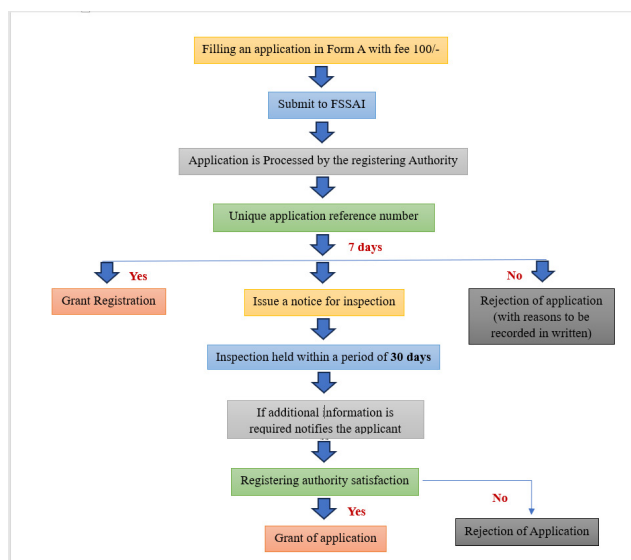 Filling an application in Form A with fee 100/-
Submit to FSSAI
Application is Processed by the registering Authority
Unique application reference number
7 days
Yes
No
Grant Registration
Issue a notice for inspection
Rejection of application
(with reasons to be
recorded in written)
Inspection held within a period of 30 days
If additional information is
required notifies the applicant
Registering authority satisfaction
No
Yes
Grant of application
Rejection of Application